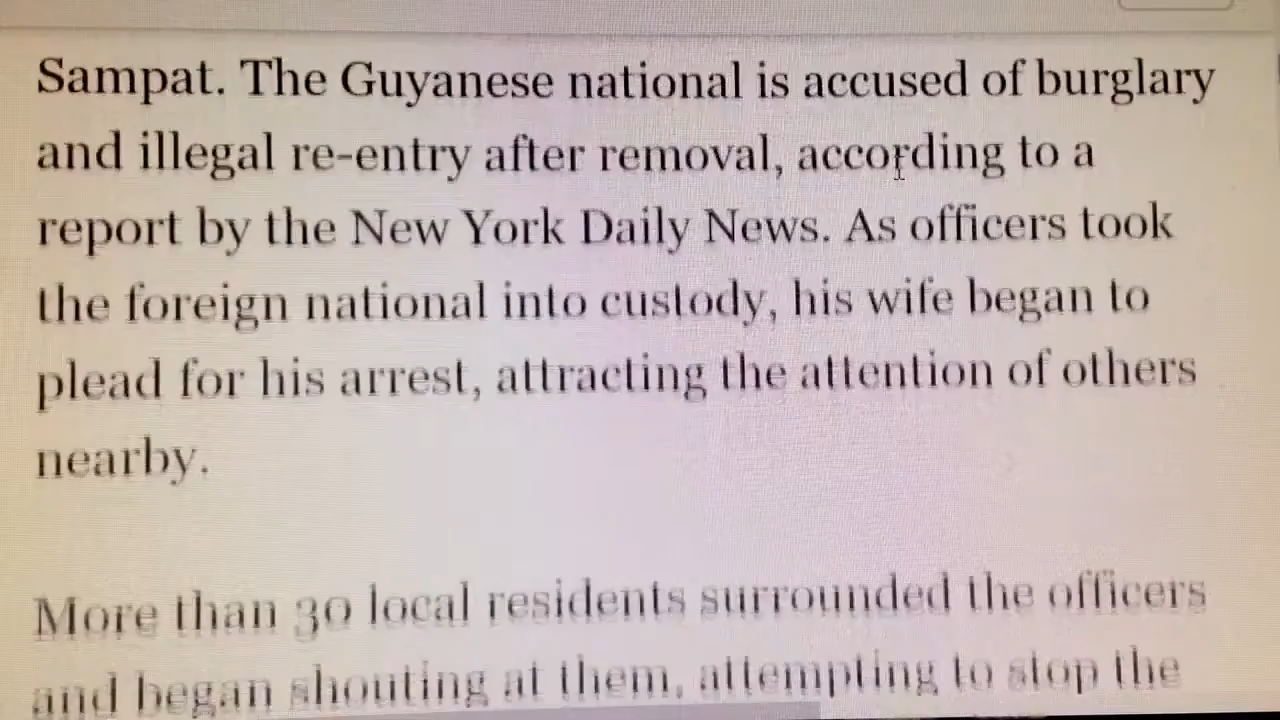 Sampat. The Guyanese national is accused of burglary
and illegal re-entry after removal, according to a
report by the New York Daily News. As officers took
the foreign national into custody, his wife began to
plead for his arrest, attracting the attention of others
nearby.
More than 30 local residents surrounded the officers
and began shouting at them, attempting to stop the